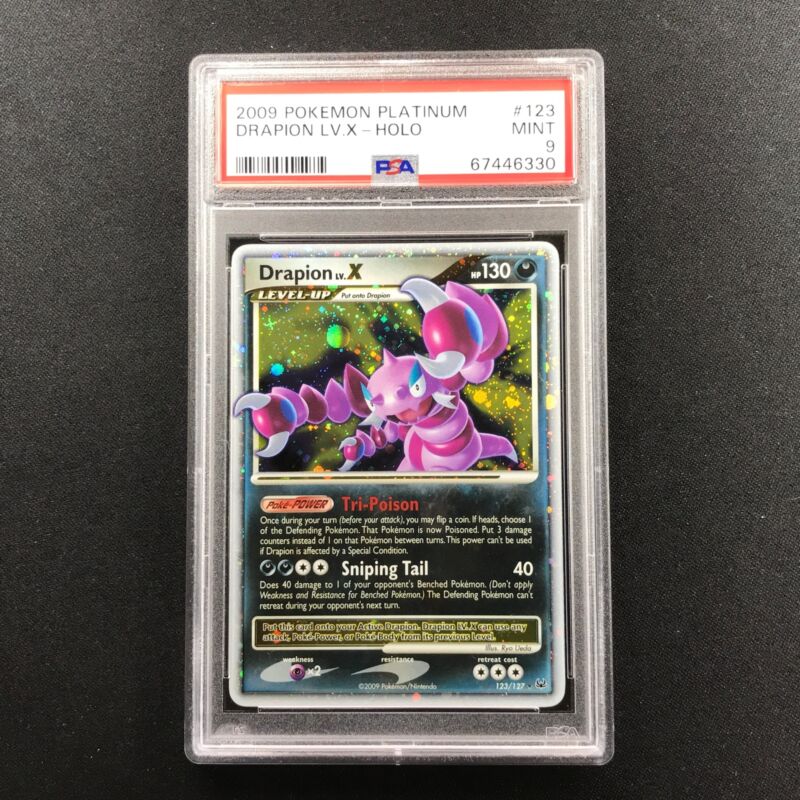 2009 POKEMON PLATINUM #123
DRAPION LV.X – HOLO MINT
9
PSA 67446330
Drapion LV.X HP 130
LEVEL-UP Put onto Drapion
Poké-POWER Tri-Poison
Once during your turn (before your attack), you may flip a coin. If heads, choose 1
of the Defending Pokémon. That Pokémon is now Poisoned. Put 3 damage
counters instead of 1 on that Pokémon between turns. This power can't be used
if Drapion is affected by a Special Condition.
Sniping Tail 40
Does 40 damage to 1 of your opponent's Benched Pokémon. (Don't apply
Weakness and Resistance for Benched Pokémon.) The Defending Pokémon can't
retreat during your opponent's next turn.
Put this card onto your Active Drapion. Drapion LV.X can use any
attack, Poké-Power, or Poké-Body from its previous Level.
Illus. Ryo Ueda
weakness resistance retreat cost
×2
©2009 Pokémon/Nintendo 123/127
PSA